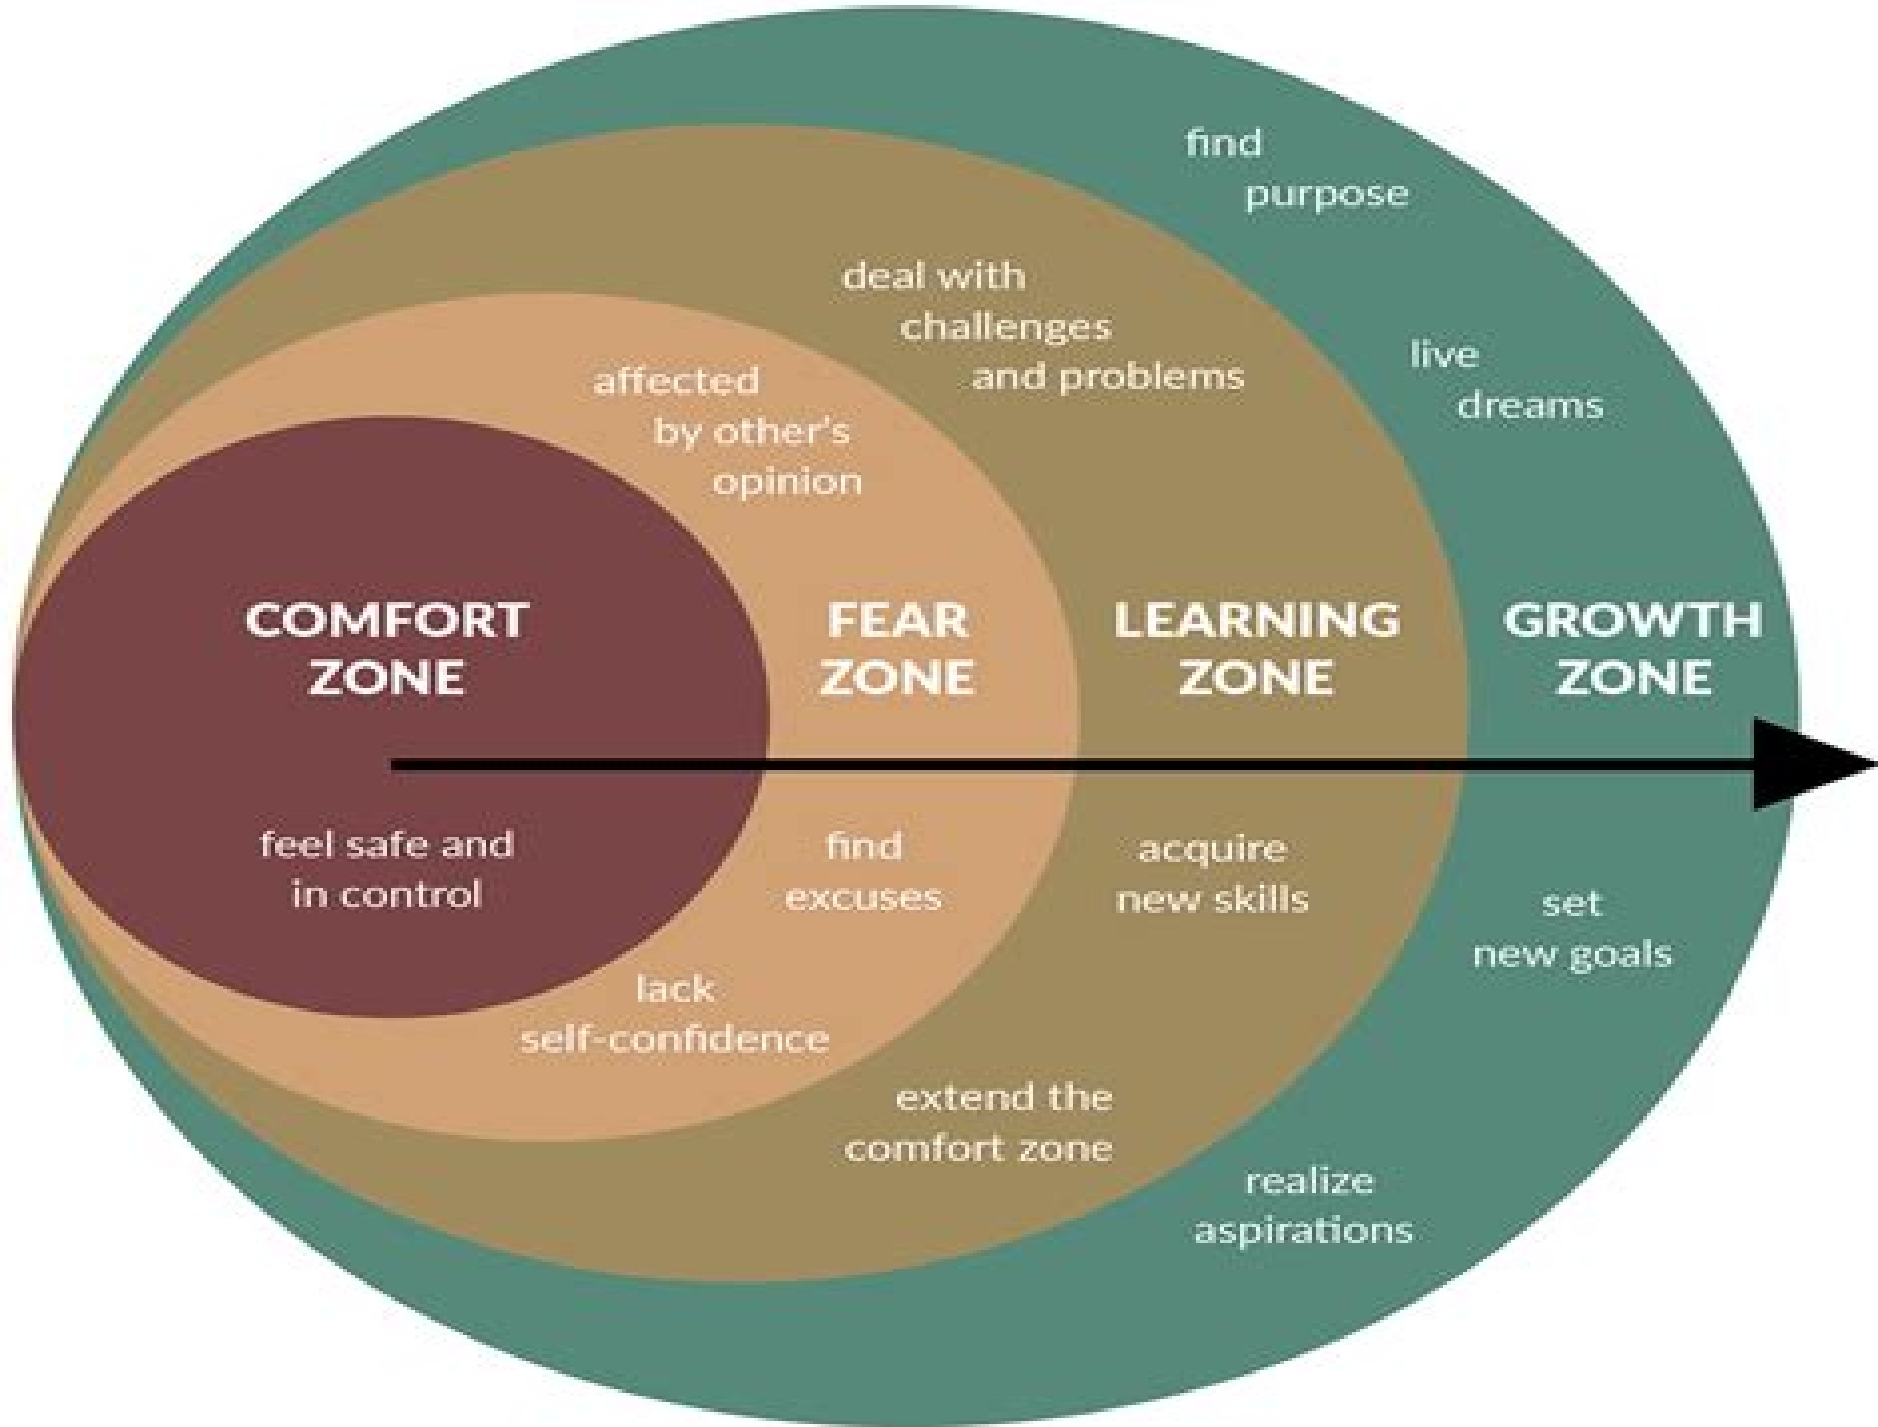 find
purpose
deal with
challenges
and problems
live
dreams
affected
by other's
opinion
COMFORT
ZONE
FEAR
ZONE
LEARNING
ZONE
GROWTH
ZONE
feel safe and
in control
find
excuses
acquire
new skills
set
new goals
lack
self-confidence
extend the
comfort zone
realize
aspirations